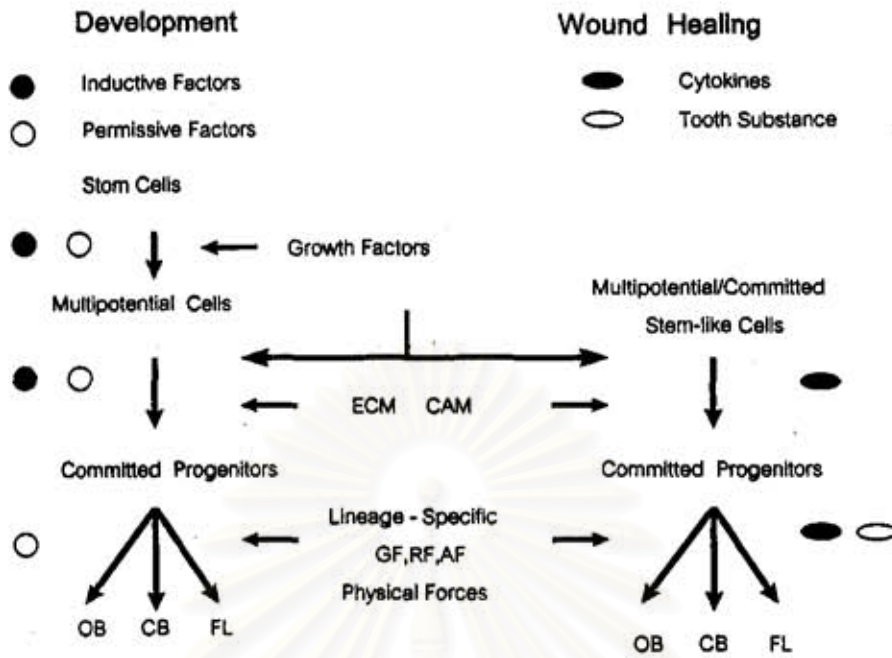 Development
Wound Healing
Inductive Factors
Cytokines
Permissive Factors
Tooth Substance
Stom Cells
Growth Factors
Multipotential Cells
Multipotential/Committed
Stem-like Cells
ECM CAM
Committed Progenitors
Committed Progenitors
Lineage - Specific
GF,RF,AF
Physical Forces
OB CB FL
OB CB FL